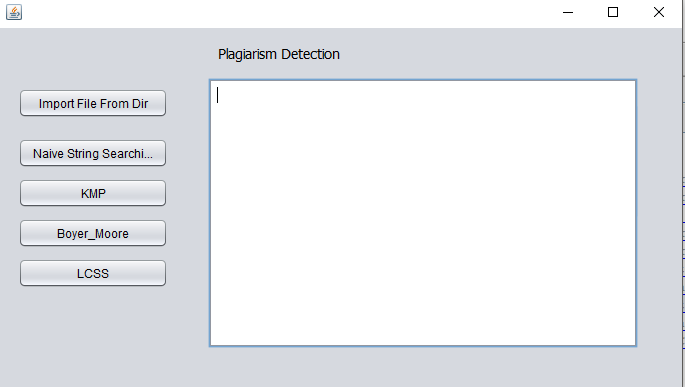 Plagiarism Detection
Import File From Dir
Naive String Searchi...
KMP
Boyer_Moore
LCSS